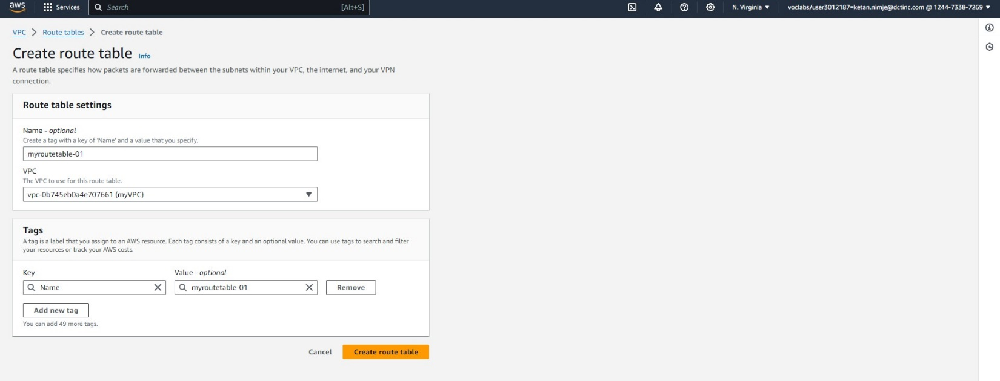 aws
Services
Search
[Alt+S]
N. Virginia
voclabs/user3012187=ketan.nimje@dctinc.com @ 1244-7338-7269
VPC > Route tables > Create route table
Create route table Info
A route table specifies how packets are forwarded between the subnets within your VPC, the internet, and your VPN
connection.
Route table settings
Name - optional
Create a tag with a key of 'Name' and a value that you specify.
myroutetable-01
VPC
The VPC to use for this route table.
vpc-0b745eb0a4e707661 (myVPC)
Tags
A tag is a label that you assign to an AWS resource. Each tag consists of a key and an optional value. You can use tags to search and filter
your resources or track your AWS costs.
Key
Value - optional
Name
myroutetable-01
Remove
Add new tag
You can add 49 more tags.
Cancel
Create route table